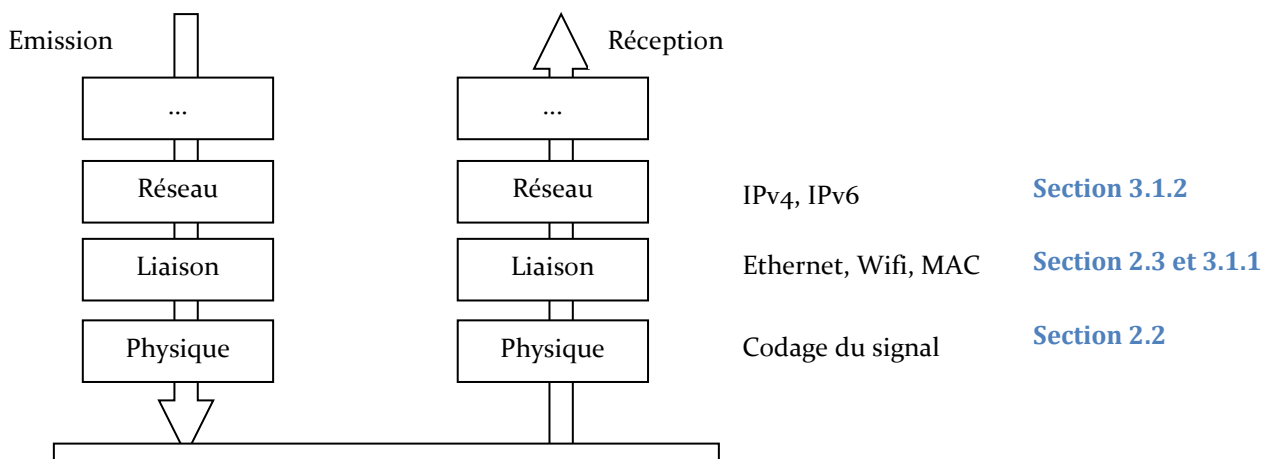 Emission
Réception
...
...
Réseau
Réseau
IPv4, IPv6
Section 3.1.2
Liaison
Liaison
Ethernet, Wifi, MAC
Section 2.3 et 3.1.1
Physique
Physique
Codage du signal
Section 2.2